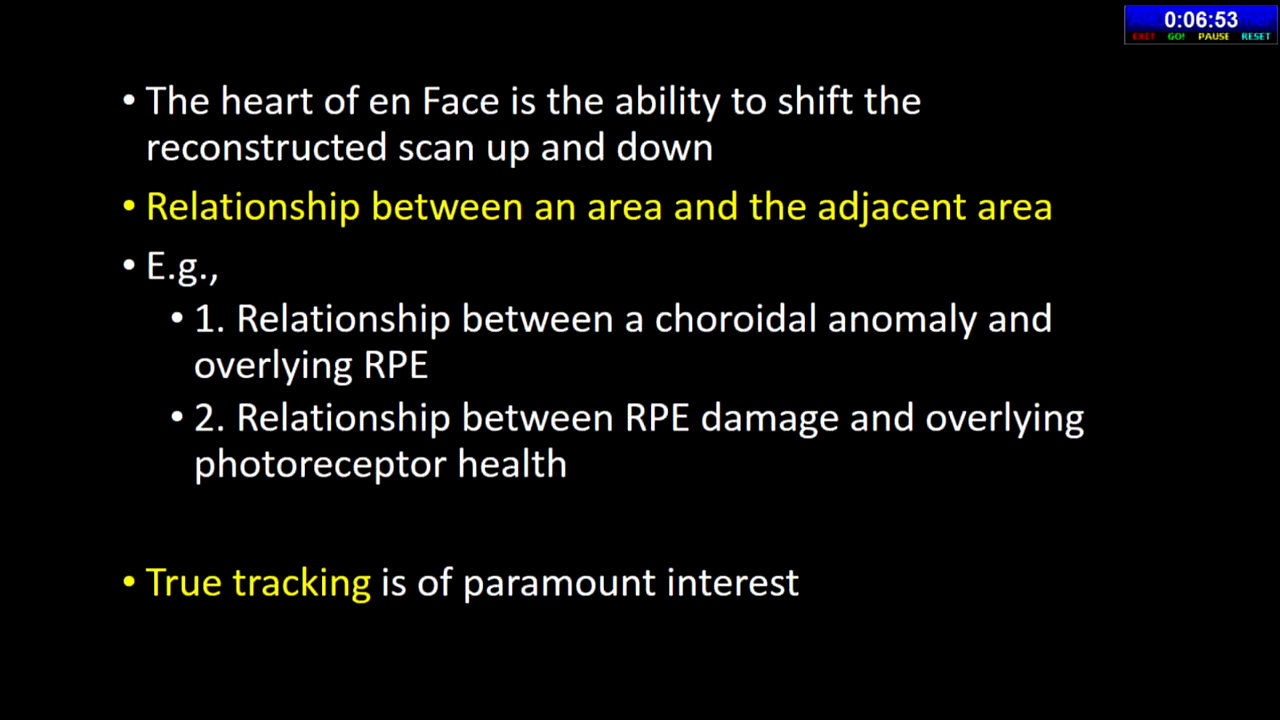 0:06:53
EXIT GO! PAUSE RESET
• The heart of en Face is the ability to shift the
reconstructed scan up and down
• Relationship between an area and the adjacent area
• E.g.,
• 1. Relationship between a choroidal anomaly and
overlying RPE
• 2. Relationship between RPE damage and overlying
photoreceptor health
• True tracking is of paramount interest